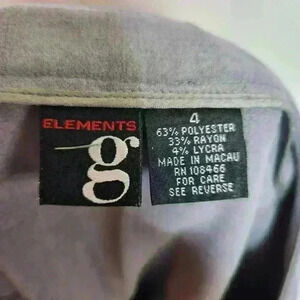 ELEMENTS
g
4
63% POLYESTER
33% RAYON
4% LYCRA
MADE IN MACAU
RN 108466
FOR CARE
SEE REVERSE